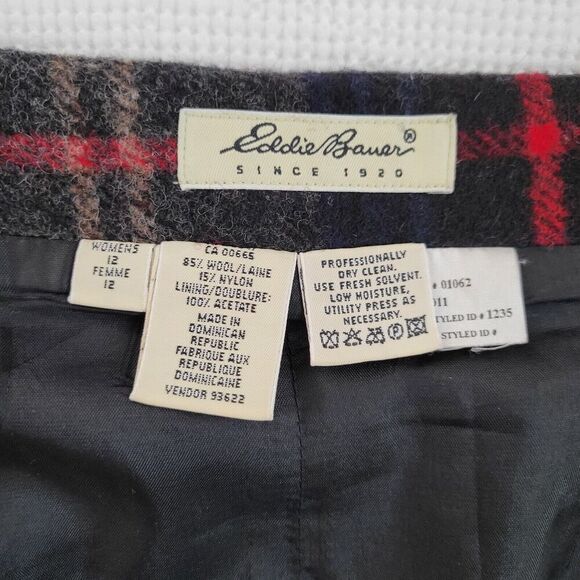 Eddie Bauer®
SINCE 1920
WOMENS
12
FEMME
12
CA 00665
85% WOOL/LAINE
15% NYLON
LINING/DOUBLURE:
100% ACETATE
MADE IN
DOMINICAN
REPUBLIC
FABRIQUE AUX
REPUBLIQUE
DOMINICAINE
VENDOR 93622
PROFESSIONALLY
DRY CLEAN.
USE FRESH SOLVENT.
LOW MOISTURE,
UTILITY PRESS AS
NECESSARY.
# 01062
011
STYLED ID # 1235
STYLED ID #